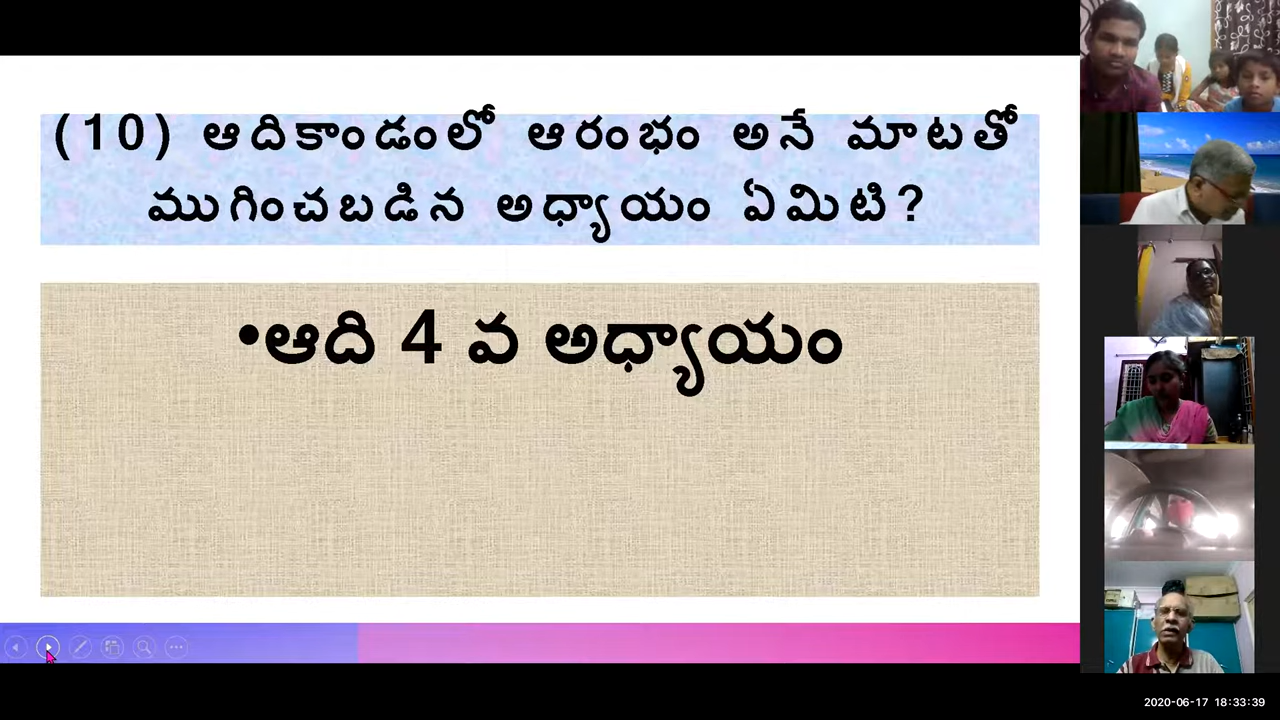 (10) ఆదికాండంలో ఆరంభం అనే మాటతో
ముగించబడిన అధ్యాయం ఏమిటి?
•ఆది 4 వ అధ్యాయం
2020-06-17 18:33:39